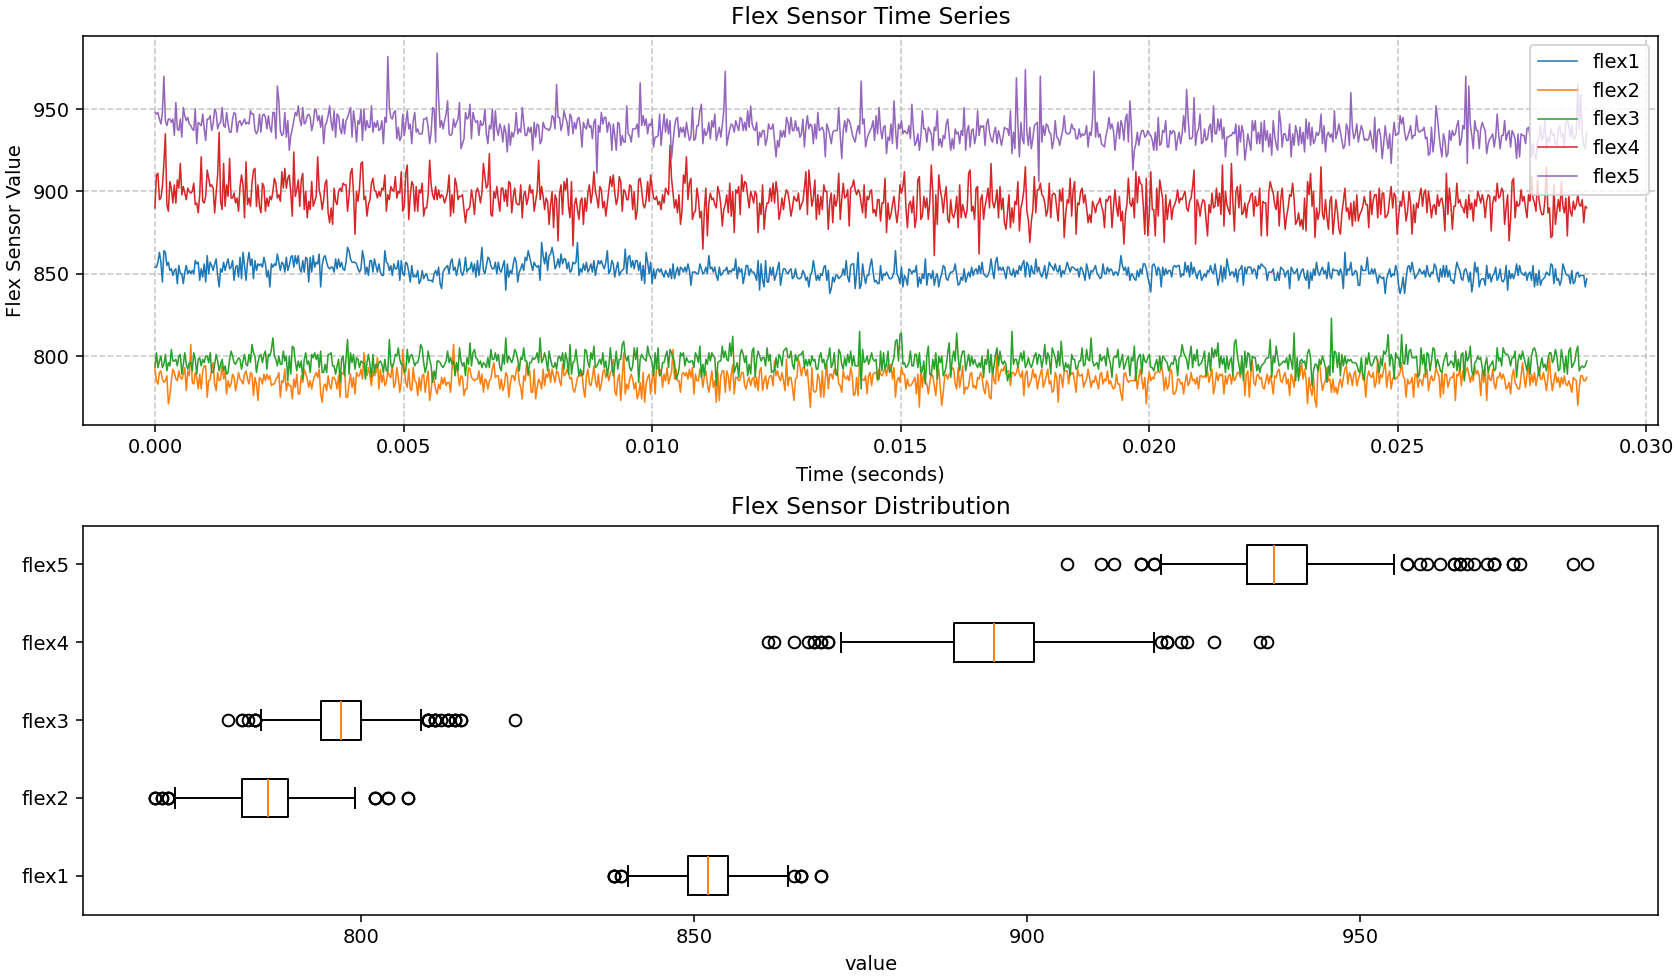 Flex Sensor Time Series
Flex Sensor Value
950
900
850
800
flex1
flex2
flex3
flex4
flex5
0.000 0.005 0.010 0.015 0.020 0.025 0.030
Time (seconds)
Flex Sensor Distribution
flex5
flex4
flex3
flex2
flex1
800 850 900 950
value